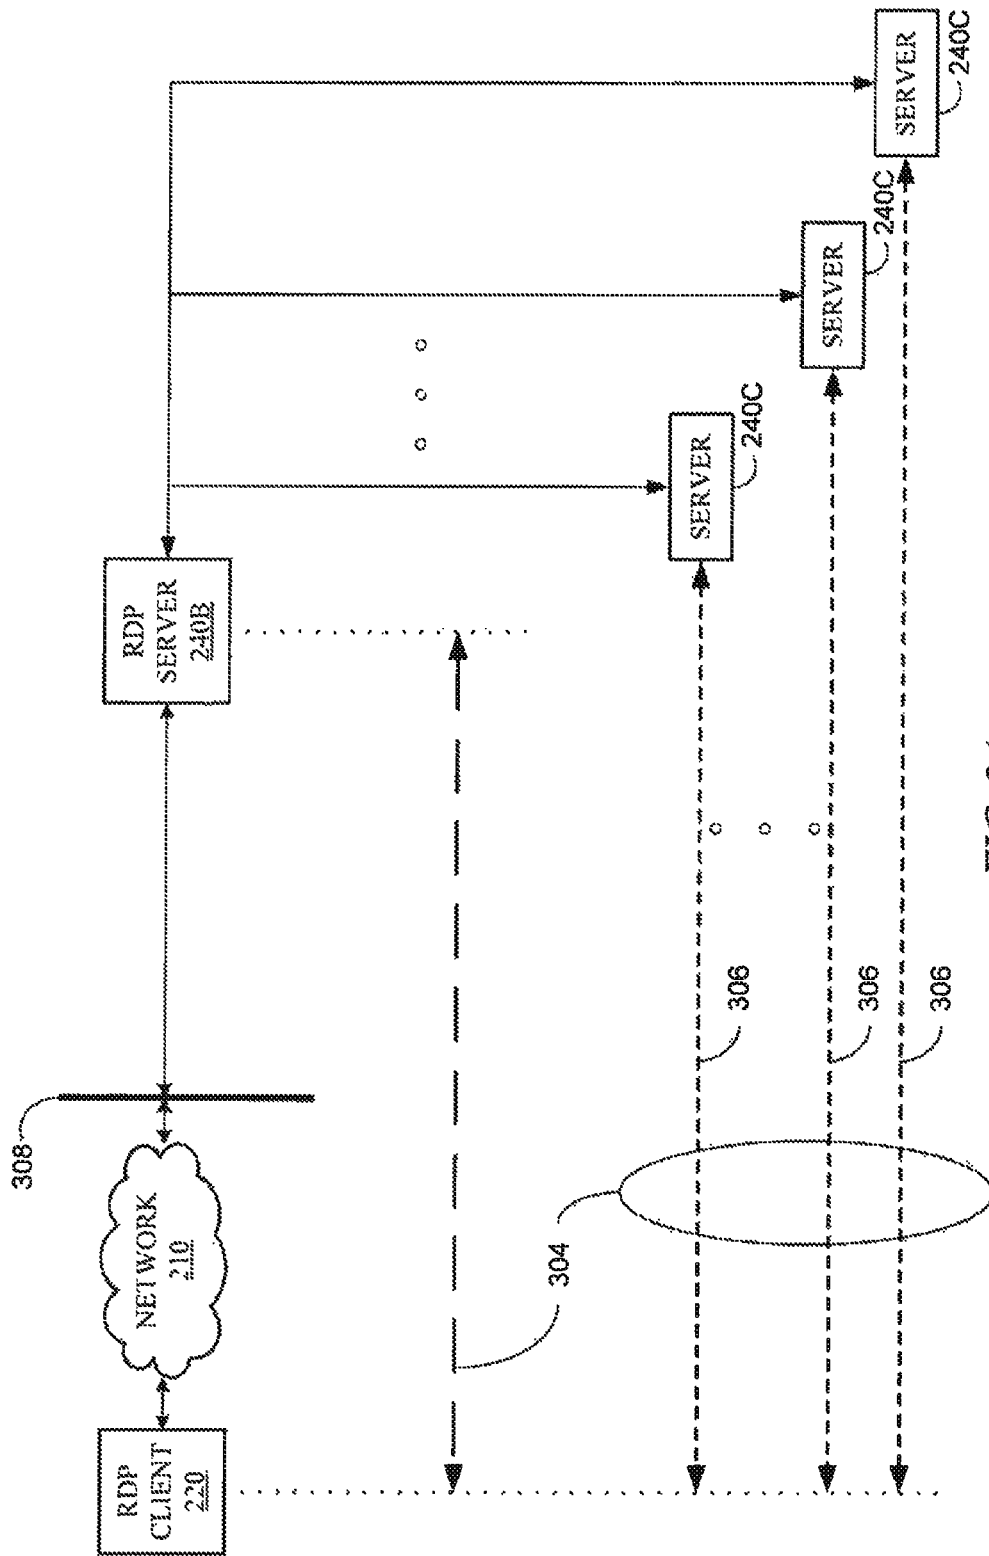 308
RDP
CLIENT
220
NETWORK
210
RDP
SERVER
240B
304
306
306
306
SERVER
240C
SERVER
240C
SERVER
240C